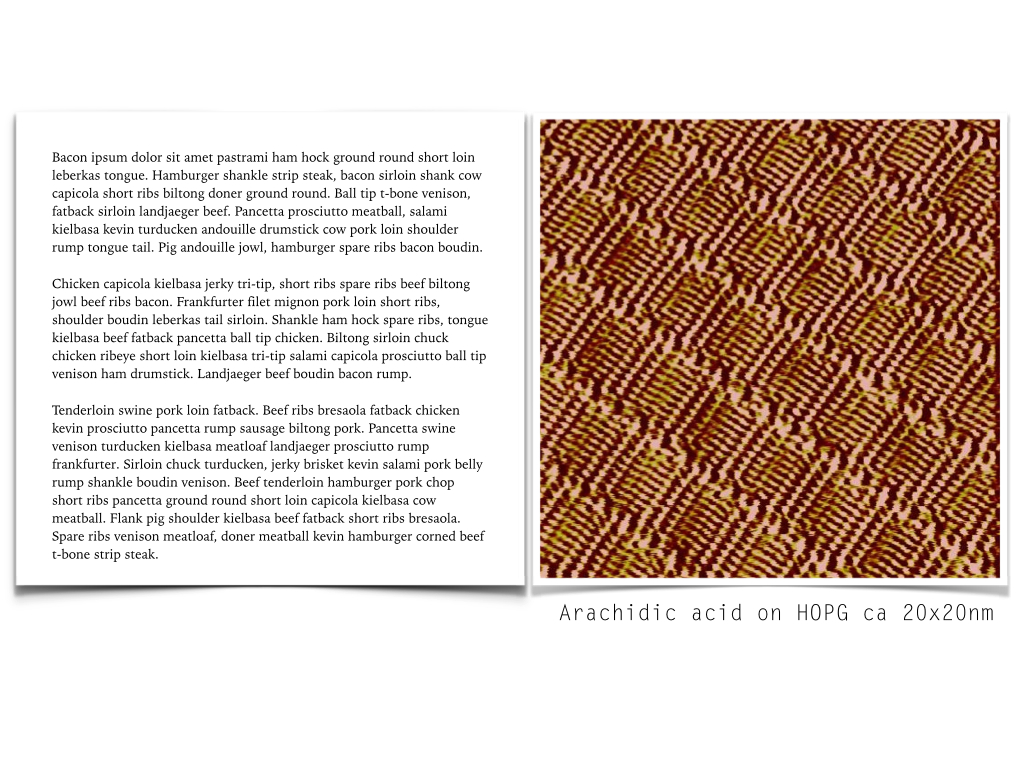 Bacon ipsum dolor sit amet pastrami ham hock ground round short loin
leberkas tongue. Hamburger shankle strip steak, bacon sirloin shank cow
capicola short ribs biltong doner ground round. Ball tip t-bone venison,
fatback sirloin landjaeger beef. Pancetta prosciutto meatball, salami
kielbasa kevin turducken andouille drumstick cow pork loin shoulder
rump tongue tail. Pig andouille jowl, hamburger spare ribs bacon boudin.
Chicken capicola kielbasa jerky tri-tip, short ribs spare ribs beef biltong
jowl beef ribs bacon. Frankfurter filet mignon pork loin short ribs,
shoulder boudin leberkas tail sirloin. Shankle ham hock spare ribs, tongue
kielbasa beef fatback pancetta ball tip chicken. Biltong sirloin chuck
chicken ribeye short loin kielbasa tri-tip salami capicola prosciutto ball tip
venison ham drumstick. Landjaeger beef boudin bacon rump.
Tenderloin swine pork loin fatback. Beef ribs bresaola fatback chicken
kevin prosciutto pancetta rump sausage biltong pork. Pancetta swine
venison turducken kielbasa meatloaf landjaeger prosciutto rump
frankfurter. Sirloin chuck turducken, jerky brisket kevin salami pork belly
rump shankle boudin venison. Beef tenderloin hamburger pork chop
short ribs pancetta ground round short loin capicola kielbasa cow
meatball. Flank pig shoulder kielbasa beef fatback short ribs bresaola.
Spare ribs venison meatloaf, doner meatball kevin hamburger corned beef
t-bone strip steak.
Arachidic acid on HOPG ca 20x20nm